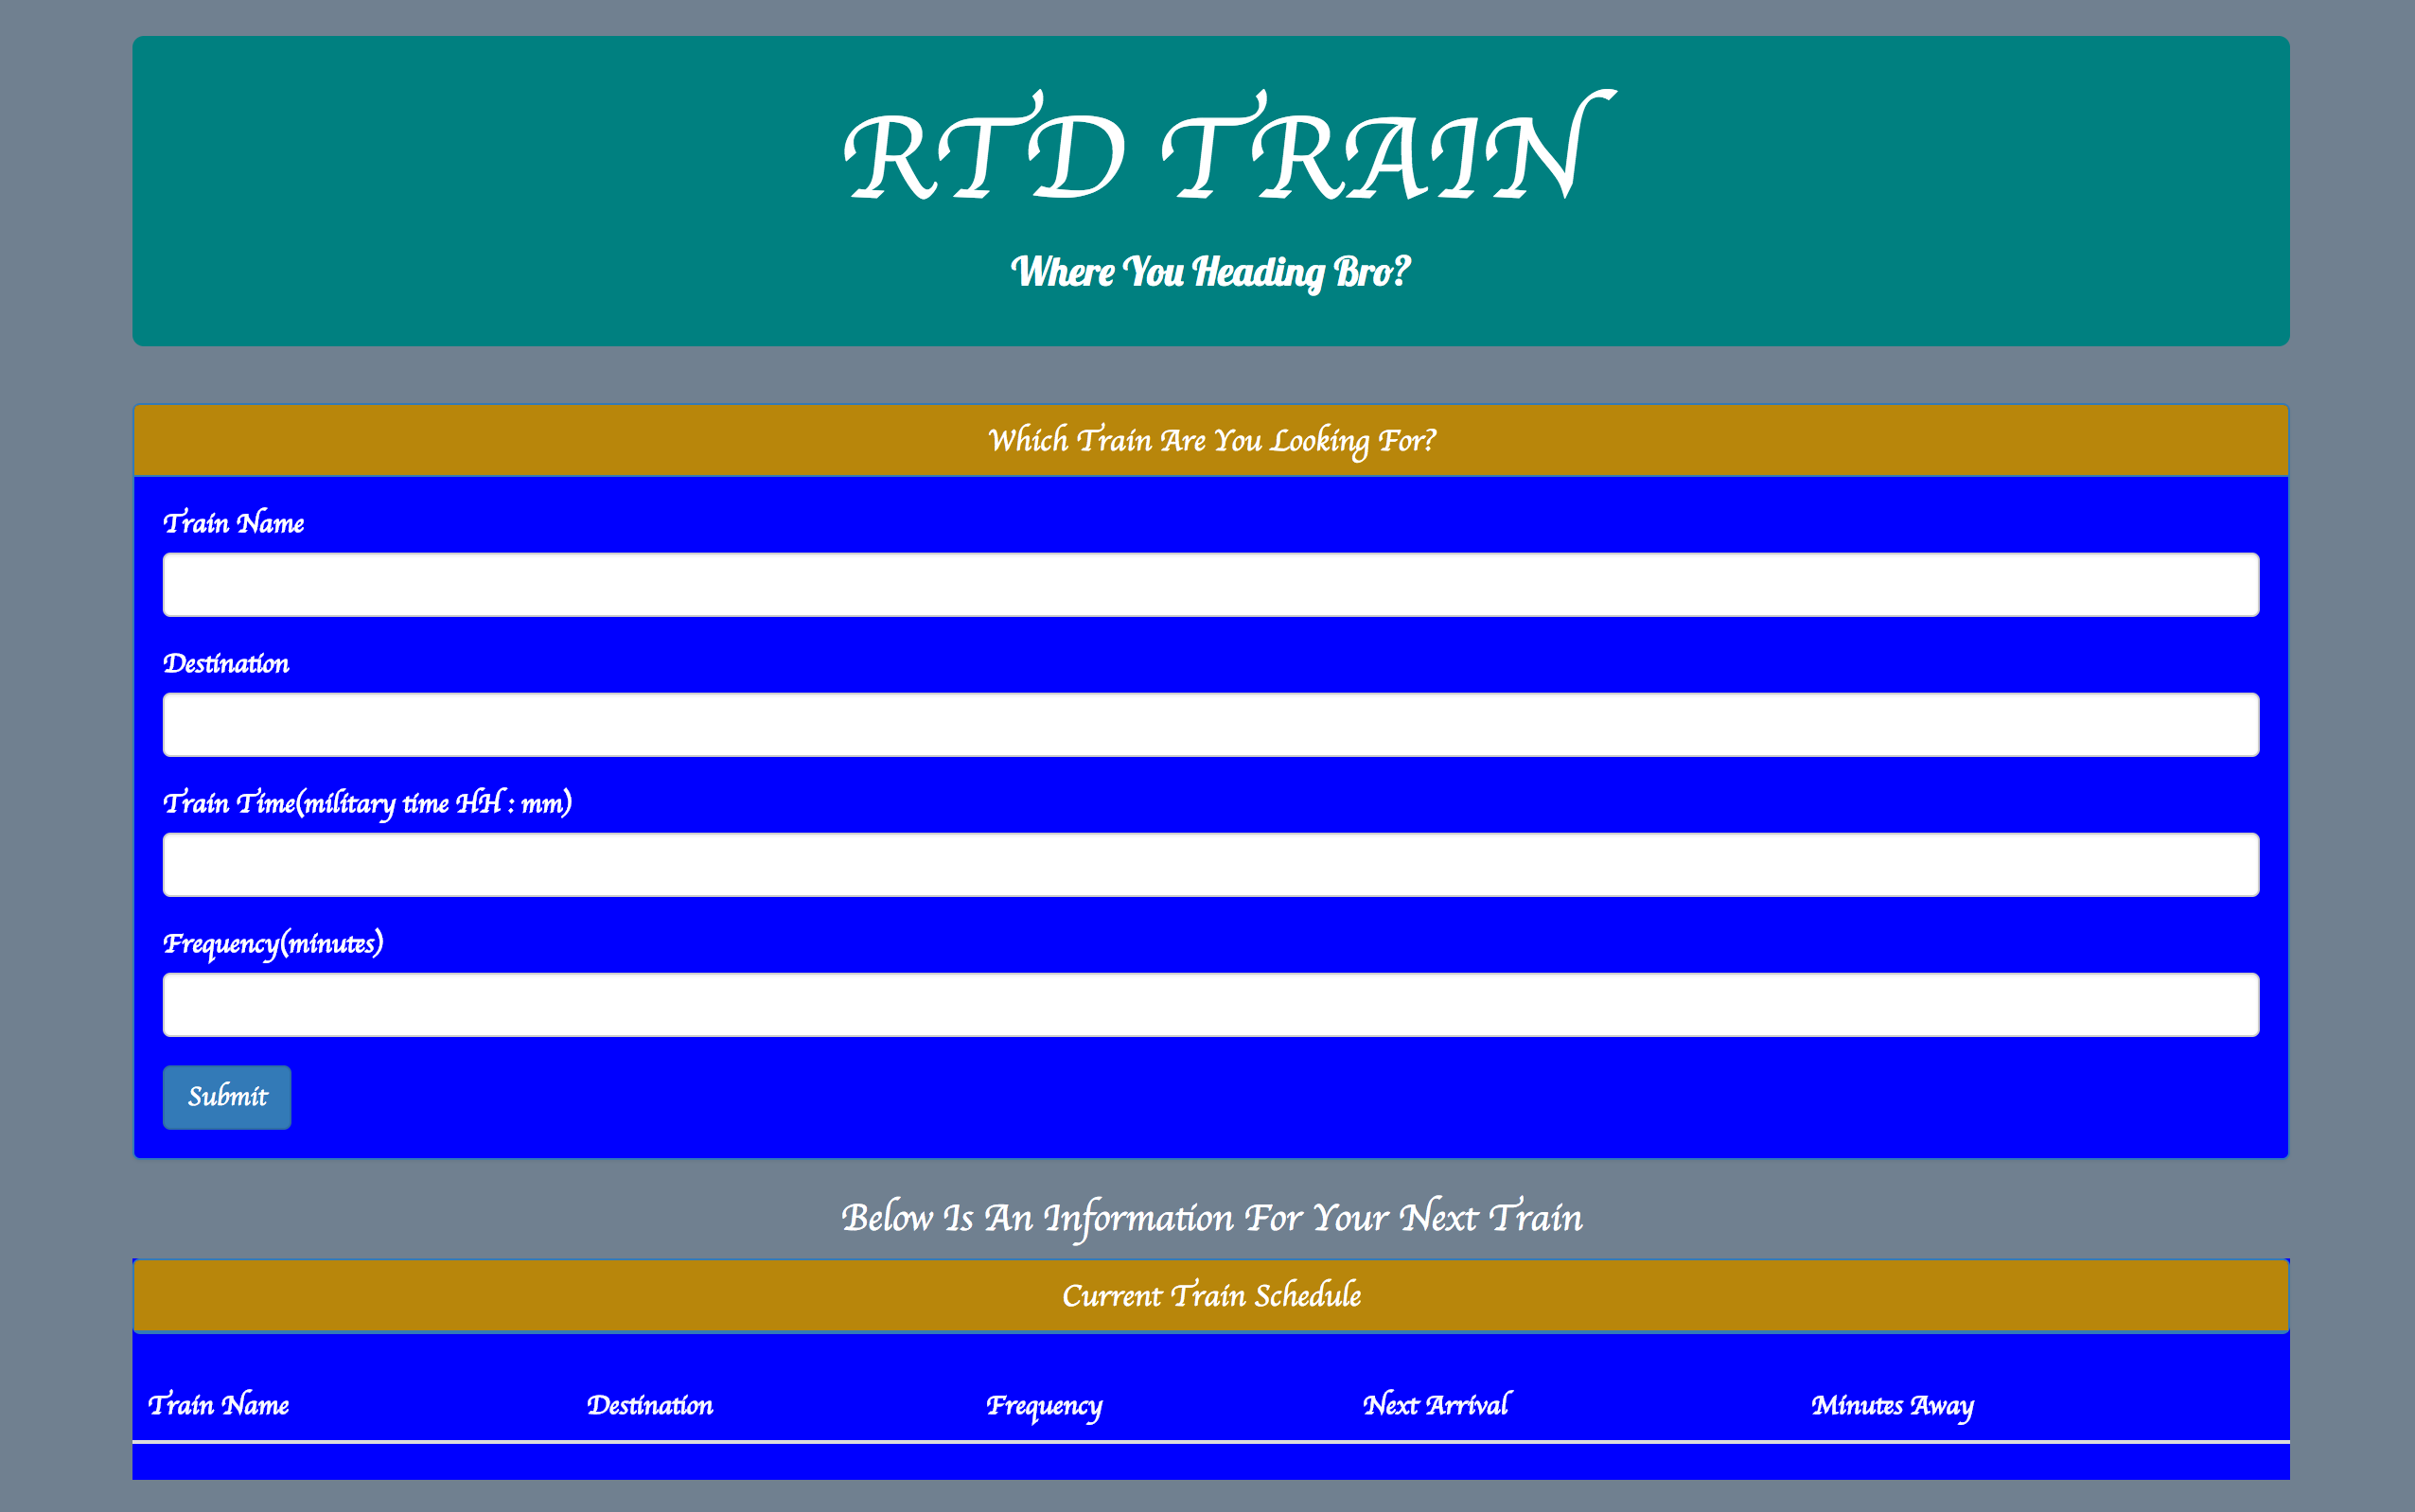 RTD TRAIN
Where You Heading Bro?
Which Train Are You Looking For?
Train Name
Destination
Train Time(military time HH : mm)
Frequency(minutes)
Submit
Below Is An Information For Your Next Train
Current Train Schedule
Train Name Destination Frequency Next Arrival Minutes Away